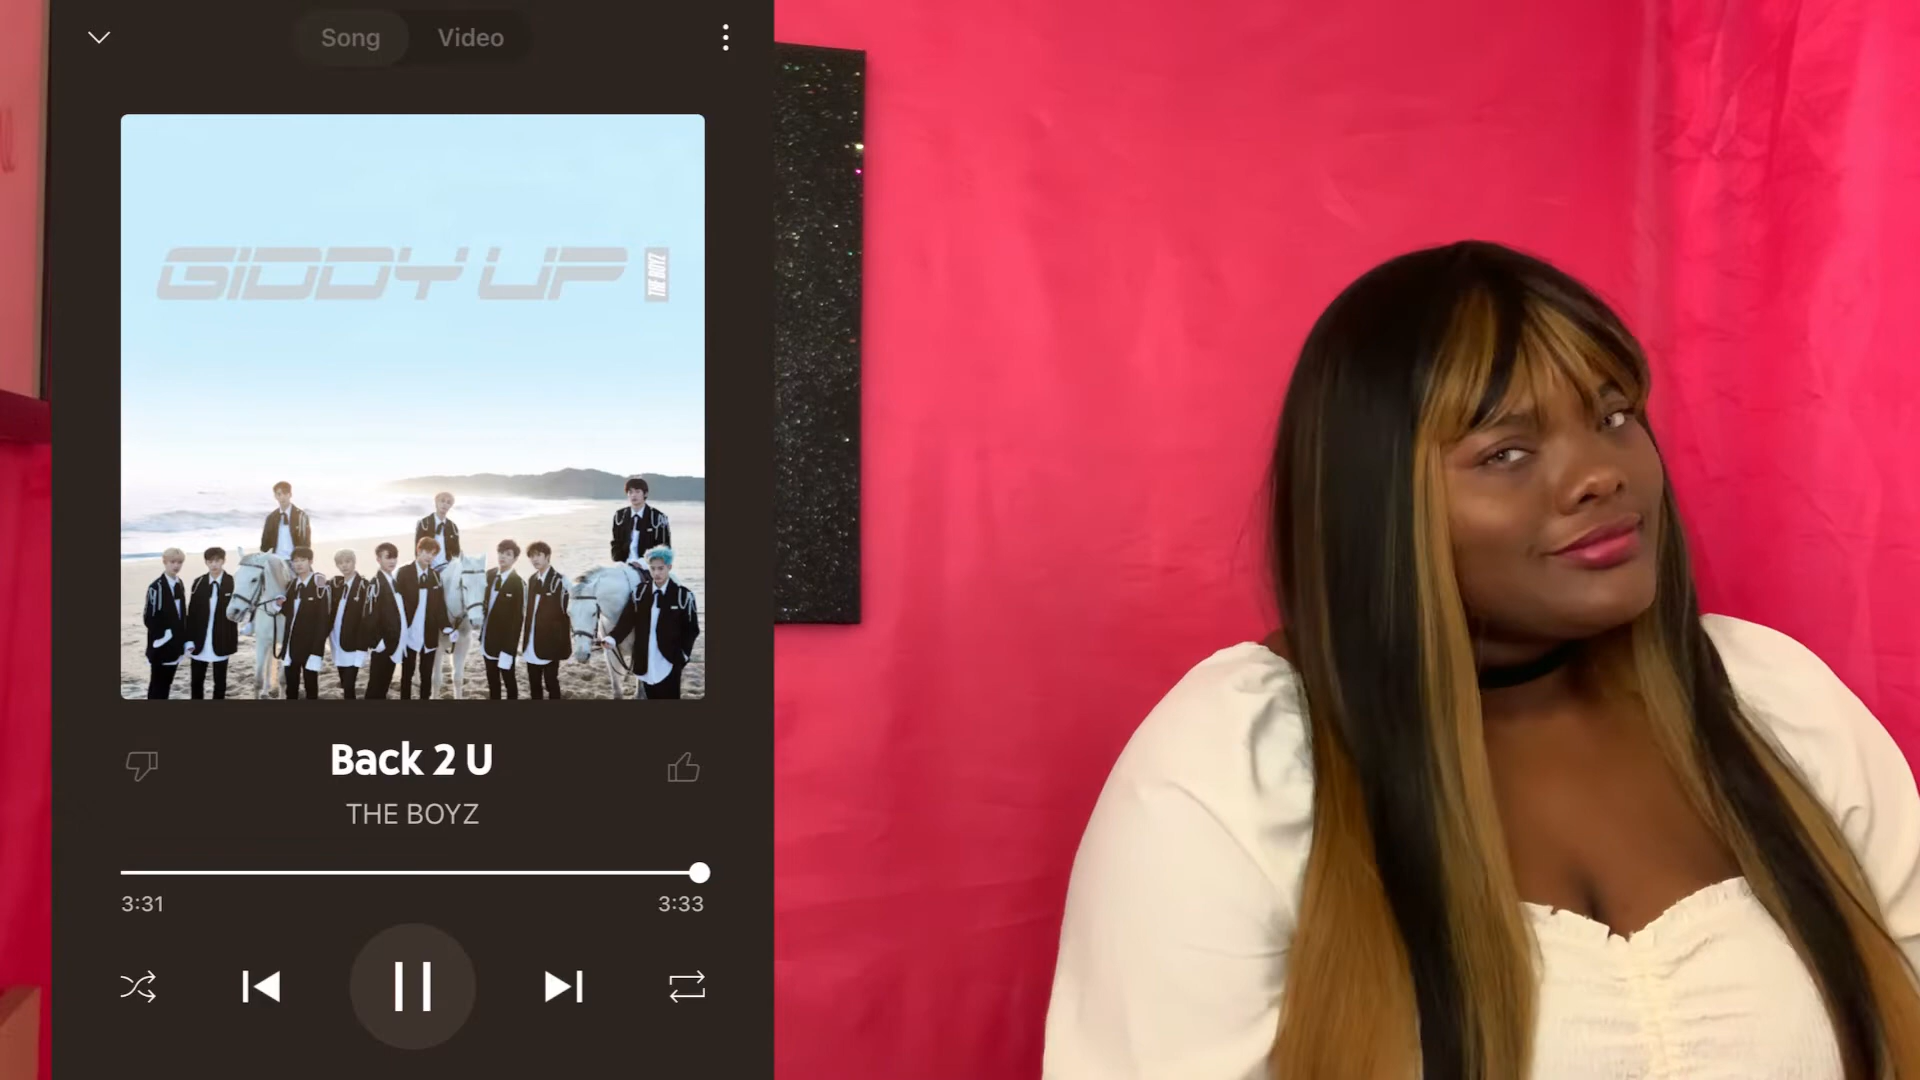 Song Video
GIDDY UP THE BOYZ
Back 2 U
THE BOYZ
3:31 3:33